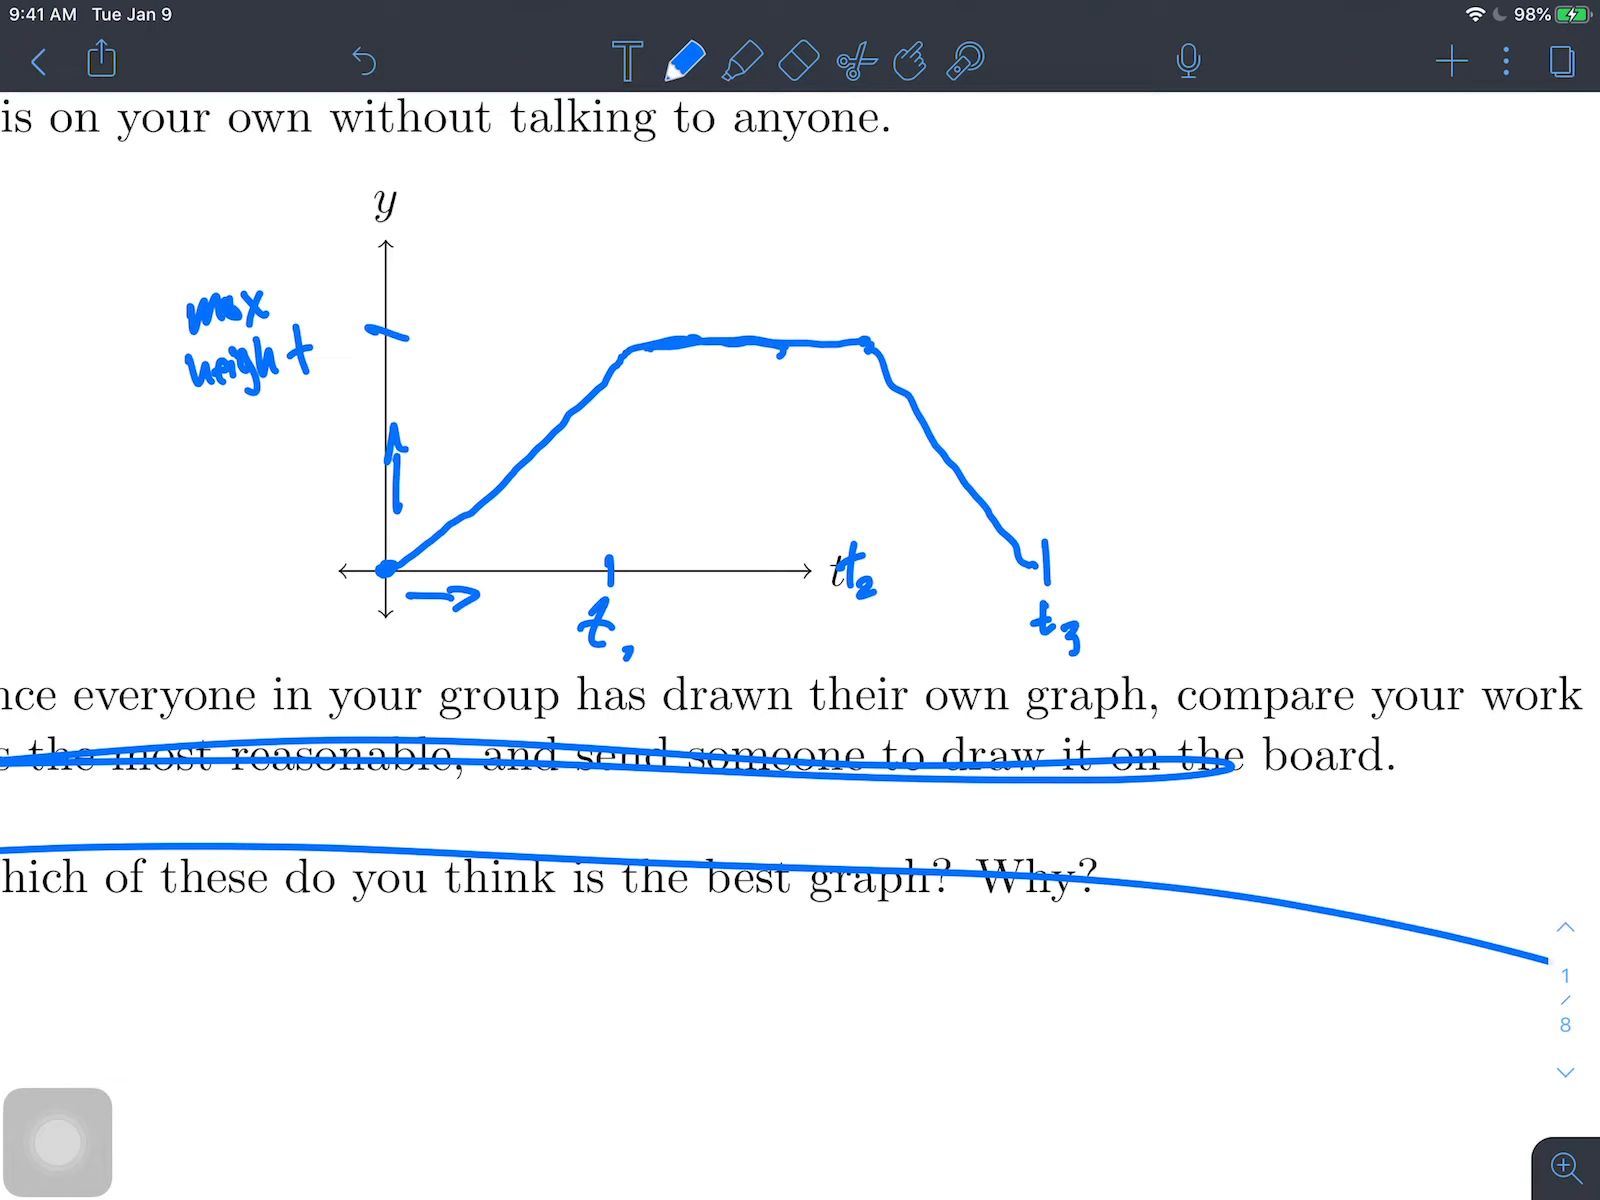 9:41 AM Tue Jan 9
98%
is on your own without talking to anyone.
y
max
height
t
t₂
t₁
t₃
nce everyone in your group has drawn their own graph, compare your work
s the most reasonable, and send someone to draw it on the board.
hich of these do you think is the best graph? Why?
1
/
8